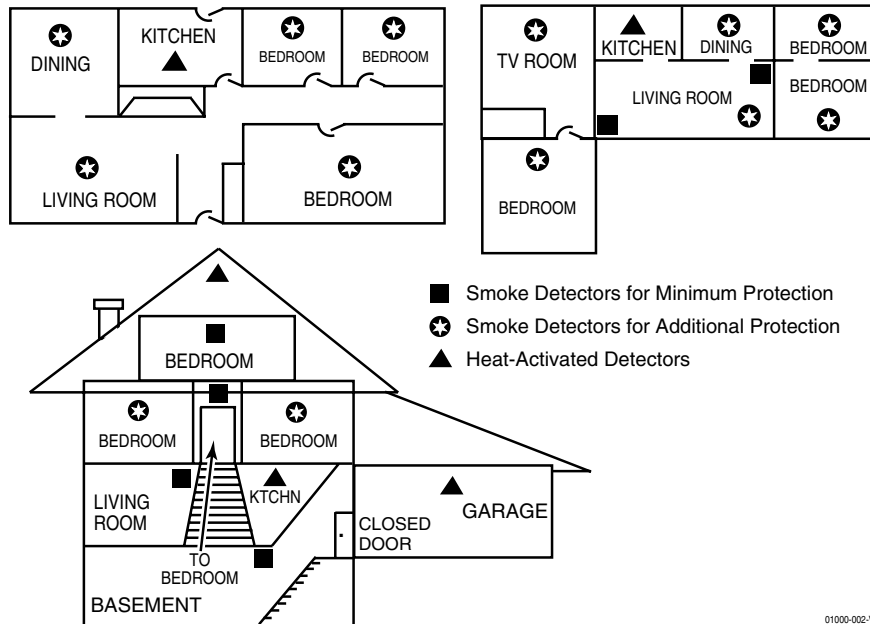 DINING
KITCHEN
BEDROOM
BEDROOM
LIVING ROOM
BEDROOM
TV ROOM
KITCHEN
DINING
BEDROOM
LIVING ROOM
BEDROOM
BEDROOM
Smoke Detectors for Minimum Protection
Smoke Detectors for Additional Protection
Heat-Activated Detectors
BEDROOM
BEDROOM
BEDROOM
LIVING
ROOM
KTCHN
TO
BEDROOM
BASEMENT
CLOSED
DOOR
GARAGE